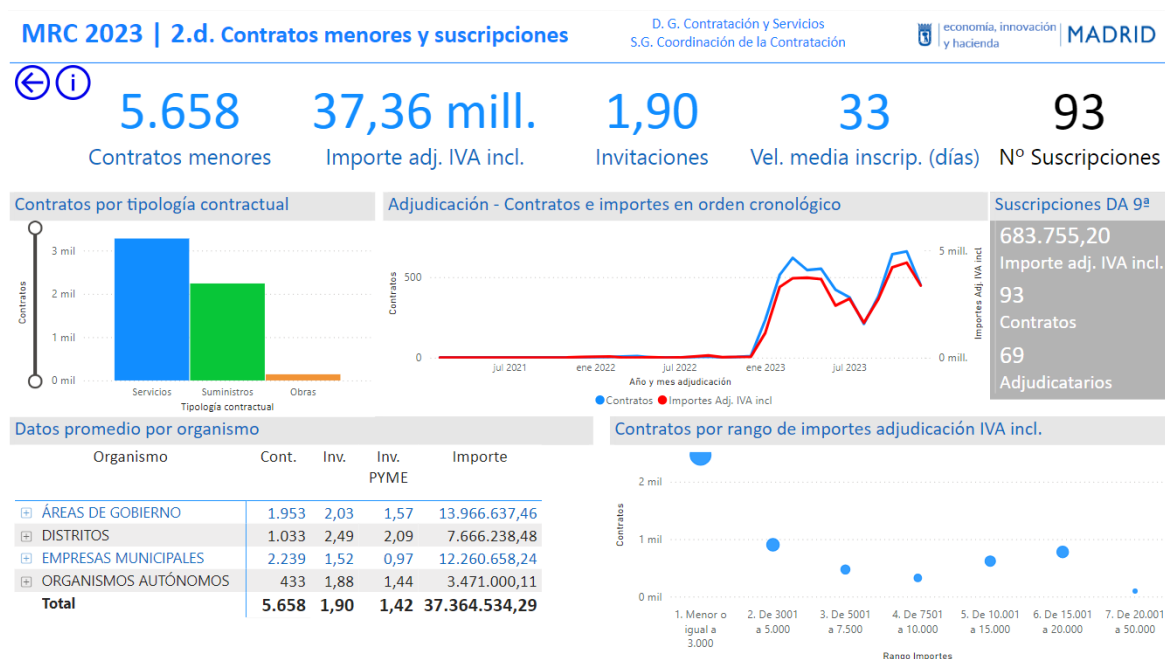 MRC 2023 | 2.d. Contratos menores y suscripciones
D. G. Contratación y Servicios
S.G. Coordinación de la Contratación
economía, innovación
y hacienda
MADRID
i
5.658
Contratos menores
37,36 mill.
Importe adj. IVA incl.
1,90
Invitaciones
33
Vel. media inscrip. (días)
93
Nº Suscripciones
Contratos por tipología contractual
Contratos
3 mil
2 mil
1 mil
0 mil
Servicios
Suministros
Obras
Tipología contractual
Adjudicación - Contratos e importes en orden cronológico
Contratos
500
0
5 mill.
0 mill.
Importes Adj. IVA incl
jul 2021
ene 2022
jul 2022
ene 2023
jul 2023
Año y mes adjudicación
Contratos
Importes Adj. IVA incl
Suscripciones DA 9ª
683.755,20
Importe adj. IVA incl.
93
Contratos
69
Adjudicatarios
Datos promedio por organismo
Organismo Cont. Inv. Inv. PYME Importe
ÁREAS DE GOBIERNO 1.953 2,03 1,57 13.966.637,46
DISTRITOS 1.033 2,49 2,09 7.666.238,48
EMPRESAS MUNICIPALES 2.239 1,52 0,97 12.260.658,24
ORGANISMOS AUTÓNOMOS 433 1,88 1,44 3.471.000,11
Total 5.658 1,90 1,42 37.364.534,29
Contratos por rango de importes adjudicación IVA incl.
Contratos
2 mil
1 mil
0 mil
1. Menor o
igual a
3.000
2. De 3001
a 5.000
3. De 5001
a 7.500
4. De 7501
a 10.000
5. De 10.001
a 15.000
6. De 15.001
a 20.000
7. De 20.001
a 50.000
Rango Importes